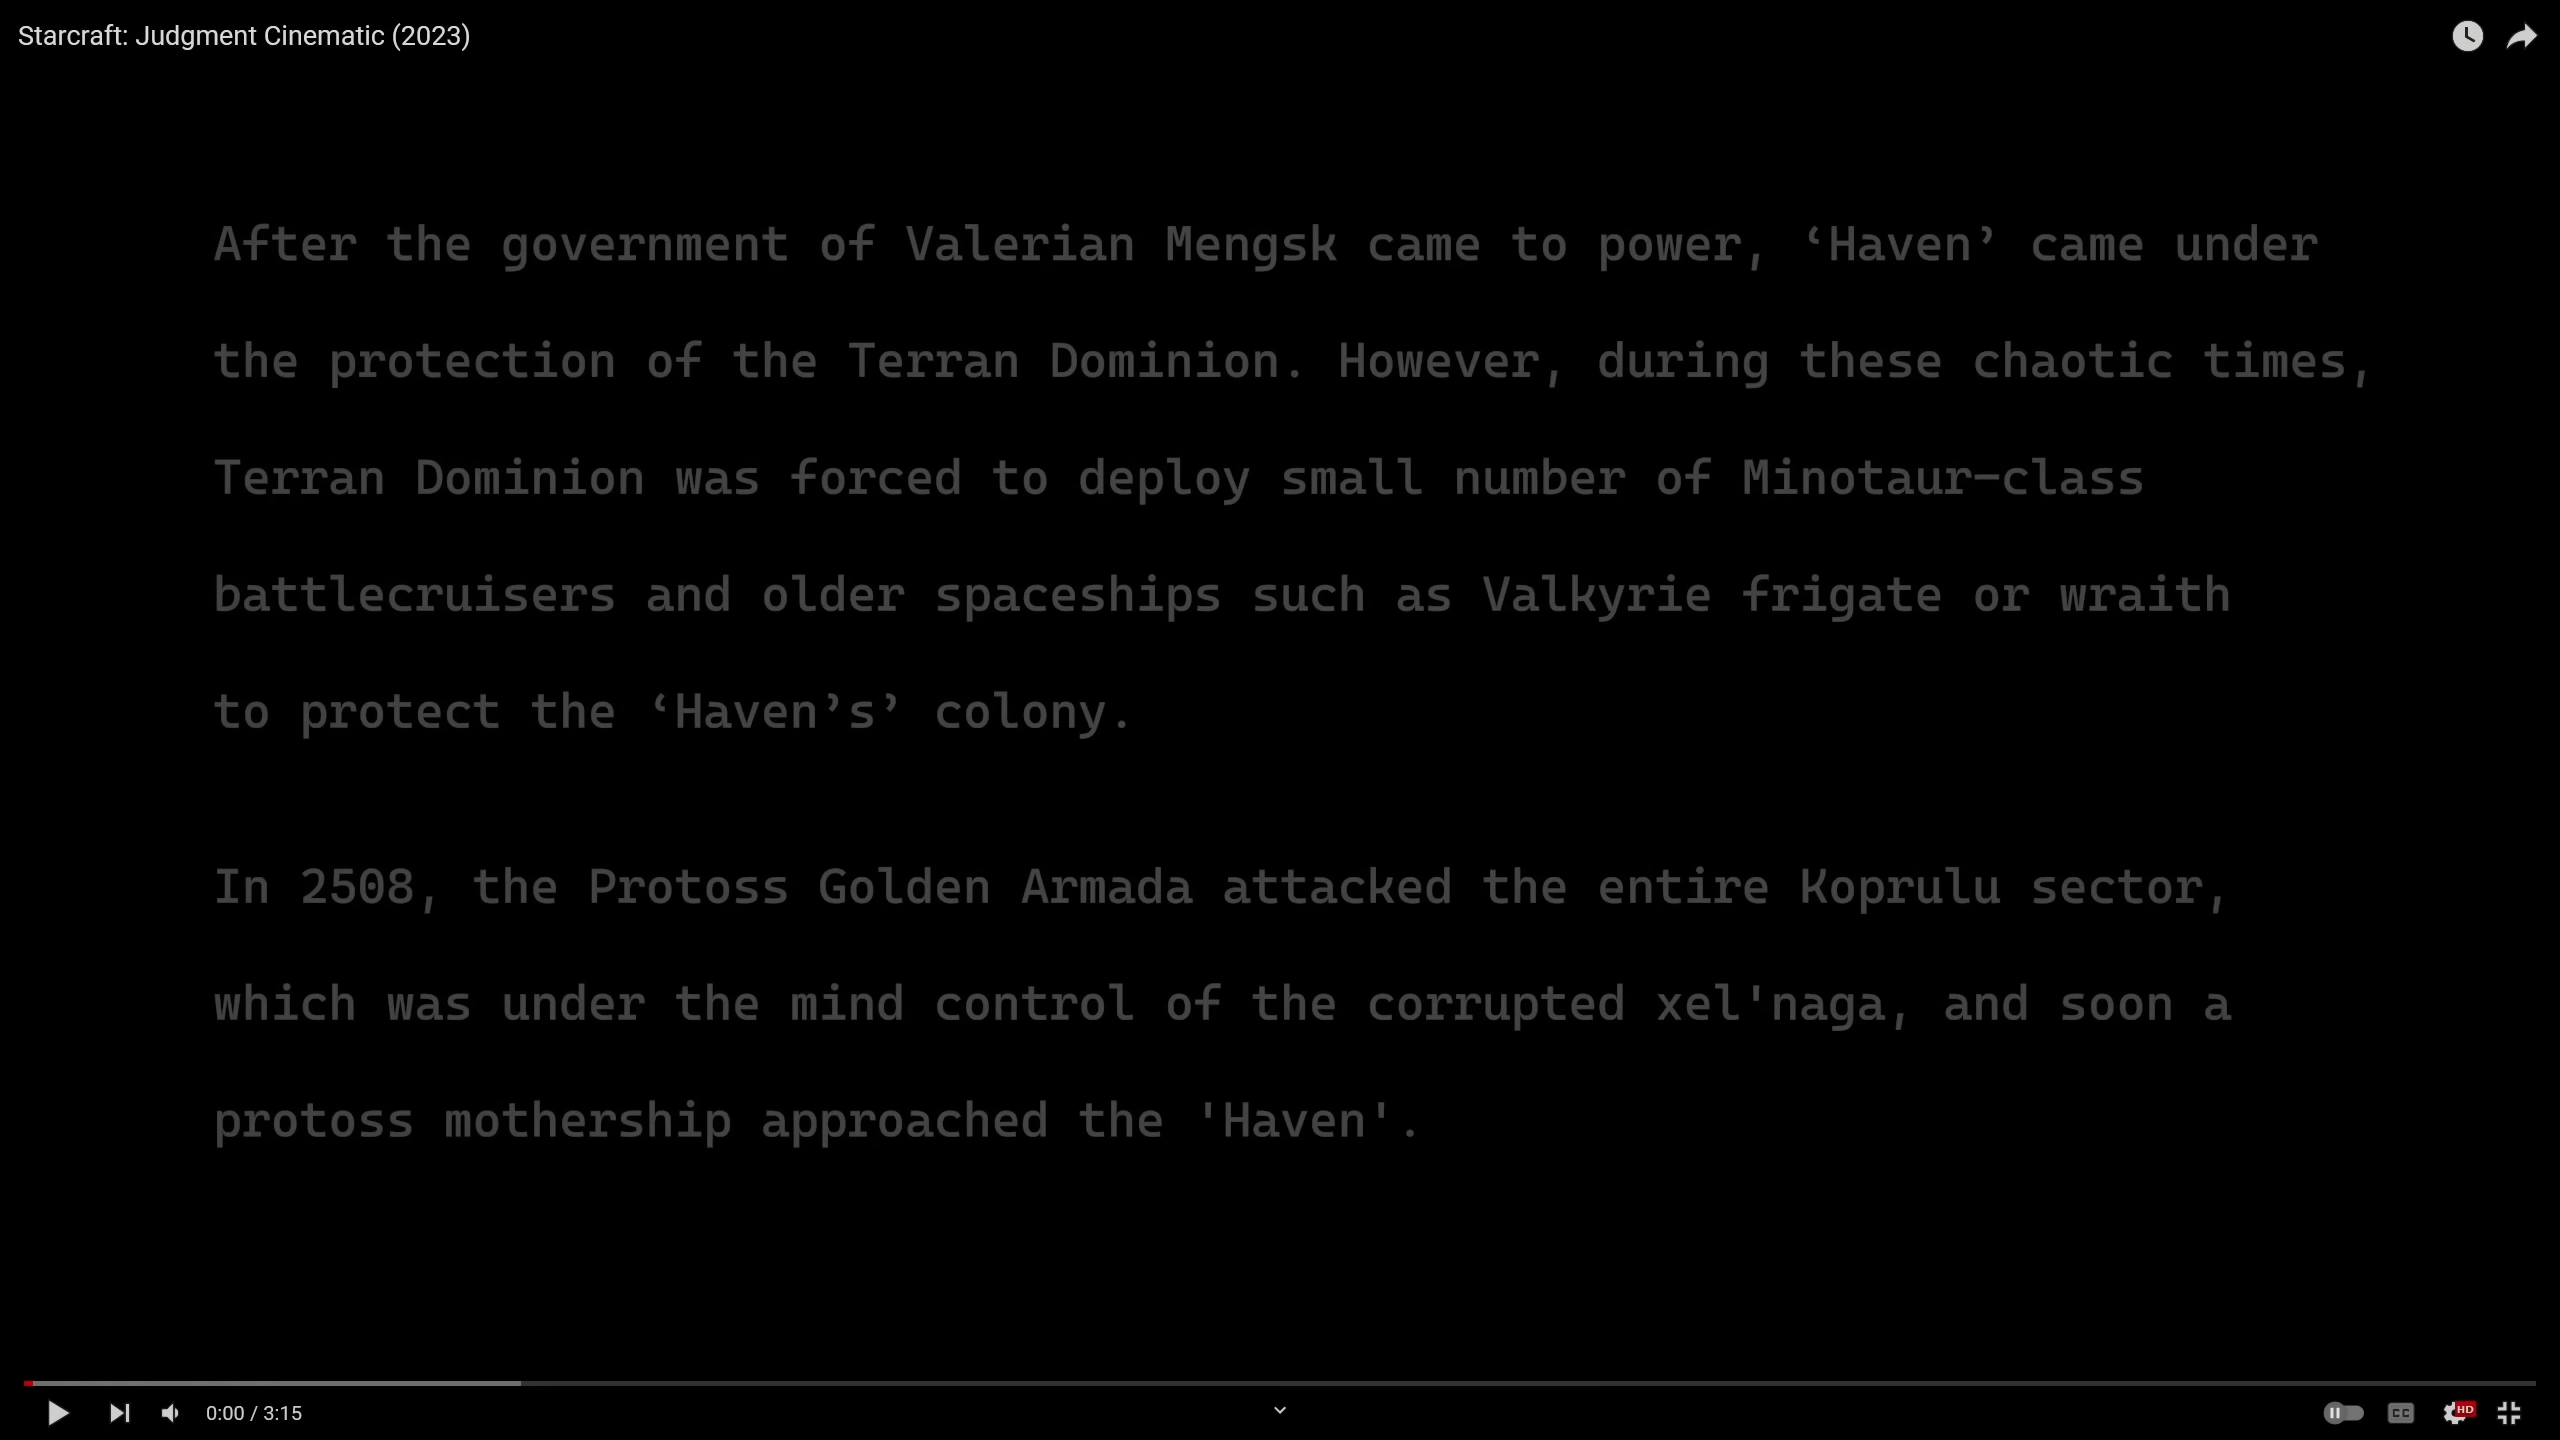 Starcraft: Judgment Cinematic (2023)
After the government of Valerian Mengsk came to power, ‘Haven’ came under
the protection of the Terran Dominion. However, during these chaotic times,
Terran Dominion was forced to deploy small number of Minotaur-class
battlecruisers and older spaceships such as Valkyrie frigate or wraith
to protect the ‘Haven’s’ colony.
In 2508, the Protoss Golden Armada attacked the entire Koprulu sector,
which was under the mind control of the corrupted xel'naga, and soon a
protoss mothership approached the 'Haven'.
0:00 / 3:15
CC
HD